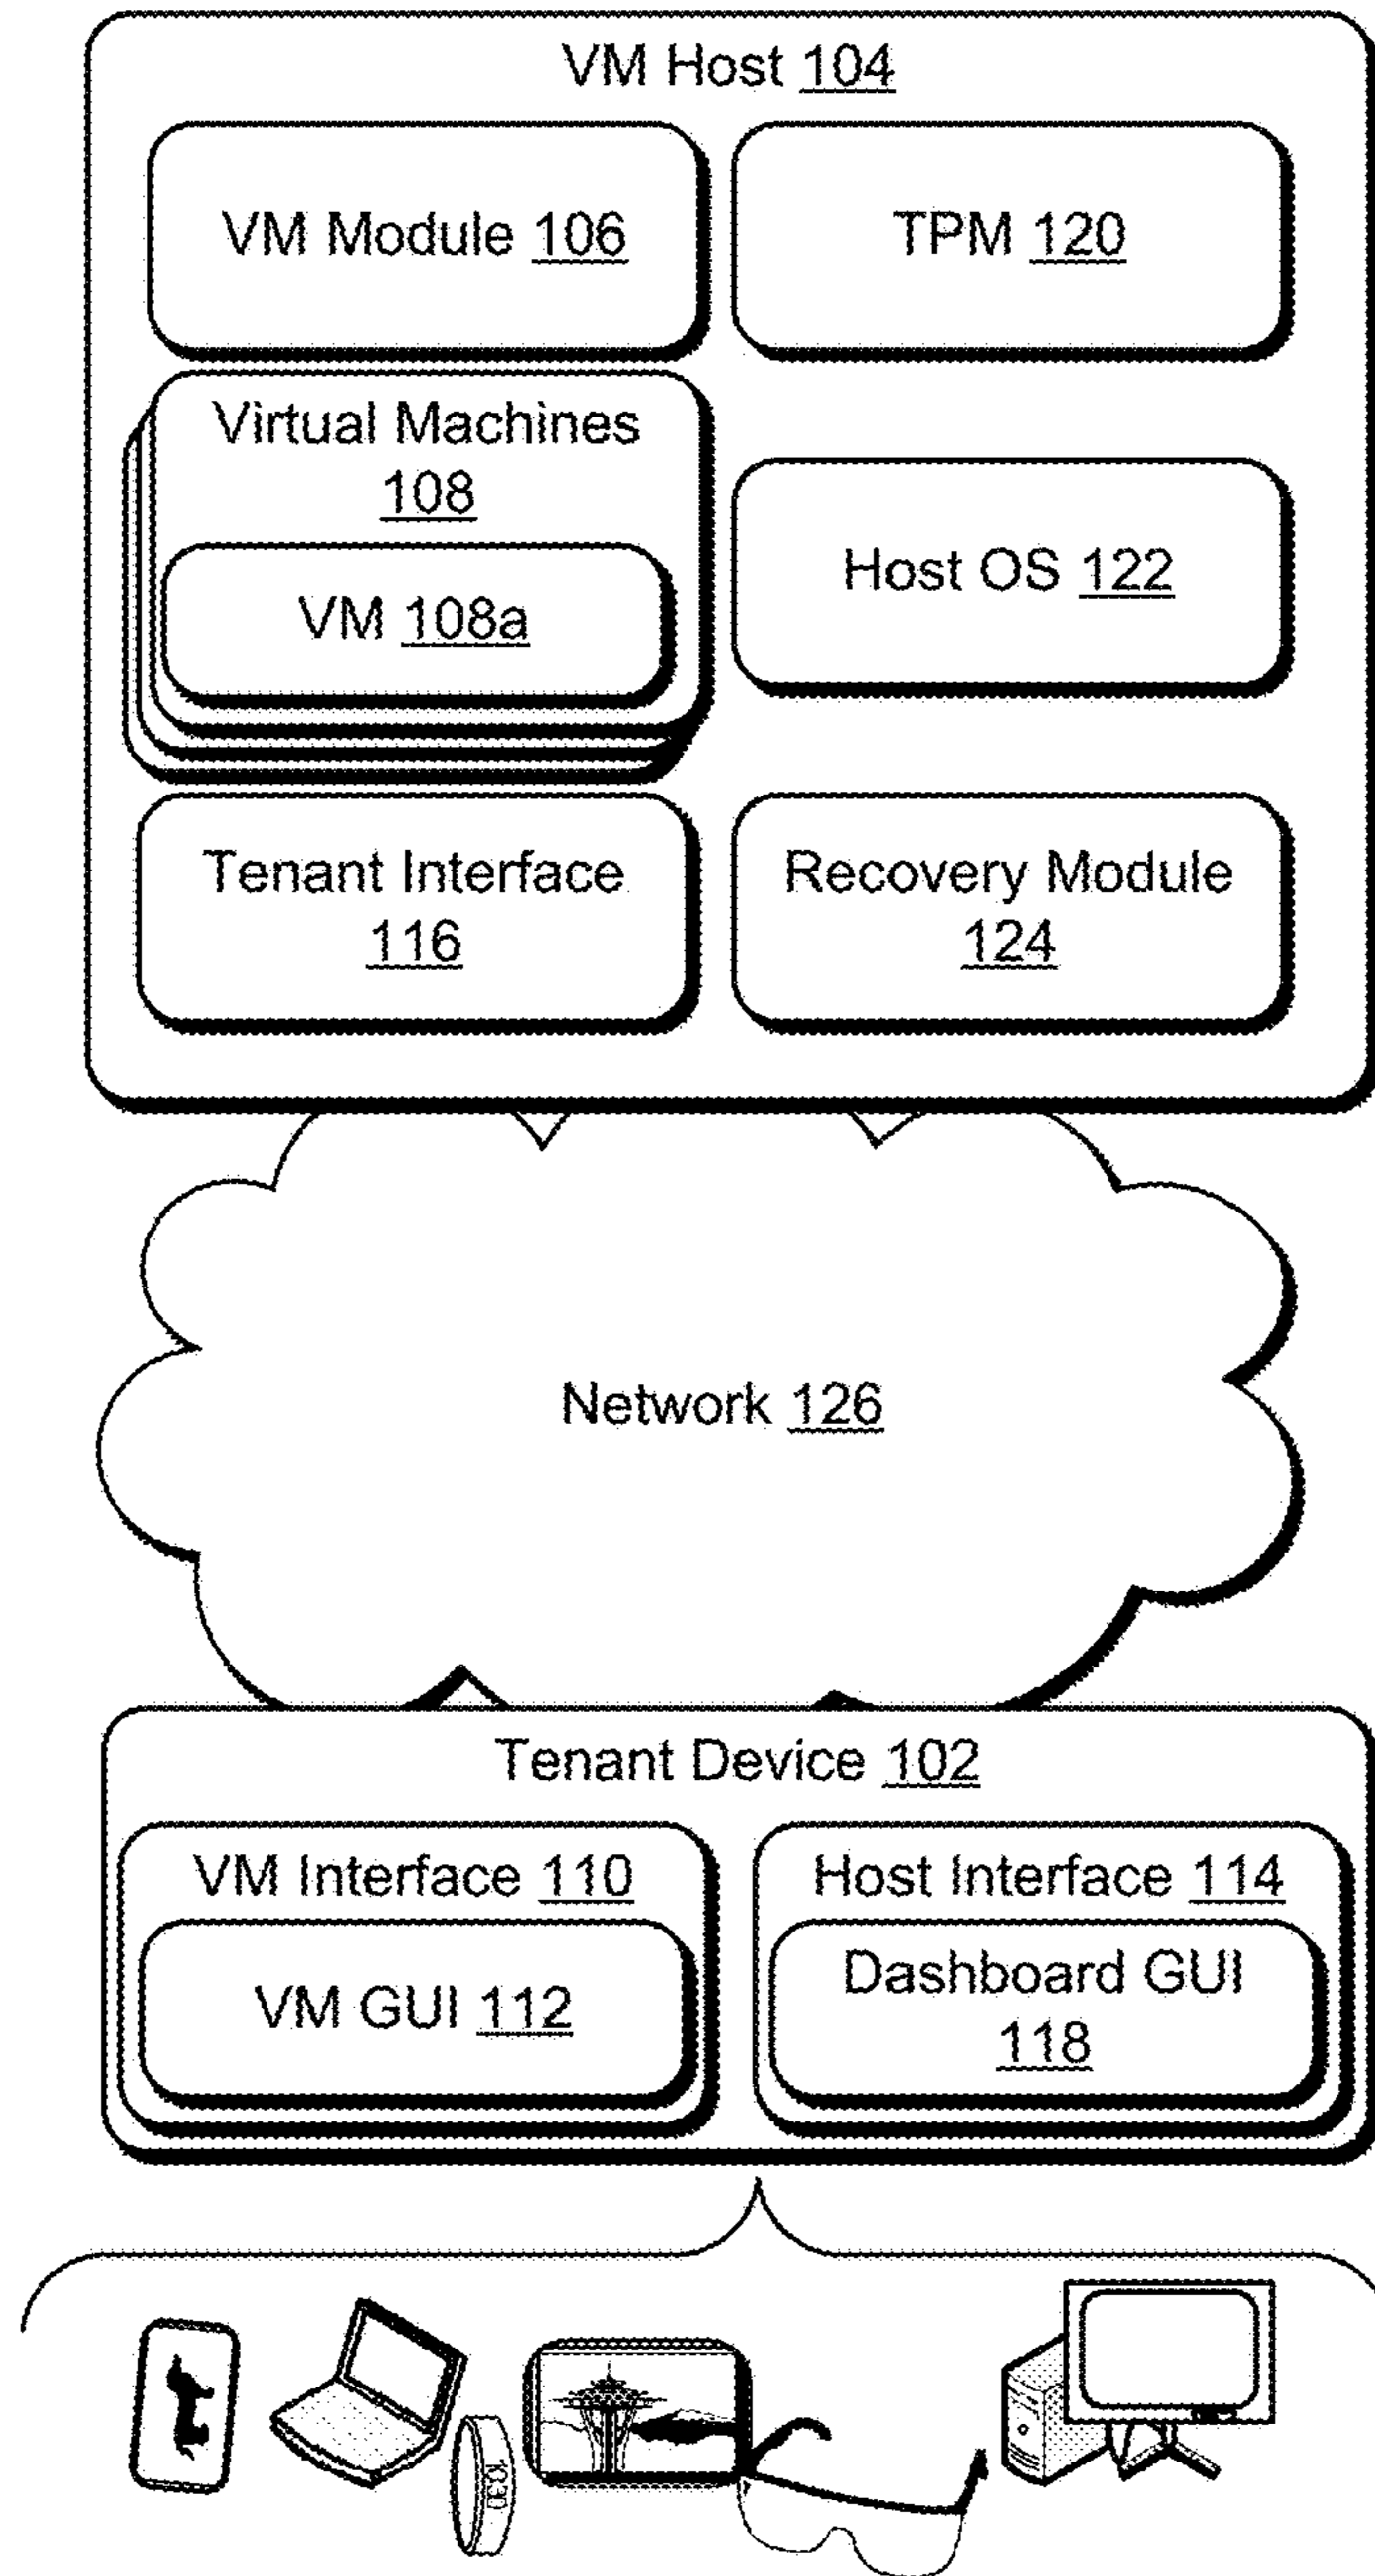 VM Host 104
VM Module 106
TPM 120
Virtual Machines
108
VM 108a
Host OS 122
Tenant Interface
116
Recovery Module
124
Network 126
Tenant Device 102
VM Interface 110
Host Interface 114
VM GUI 112
Dashboard GUI
118